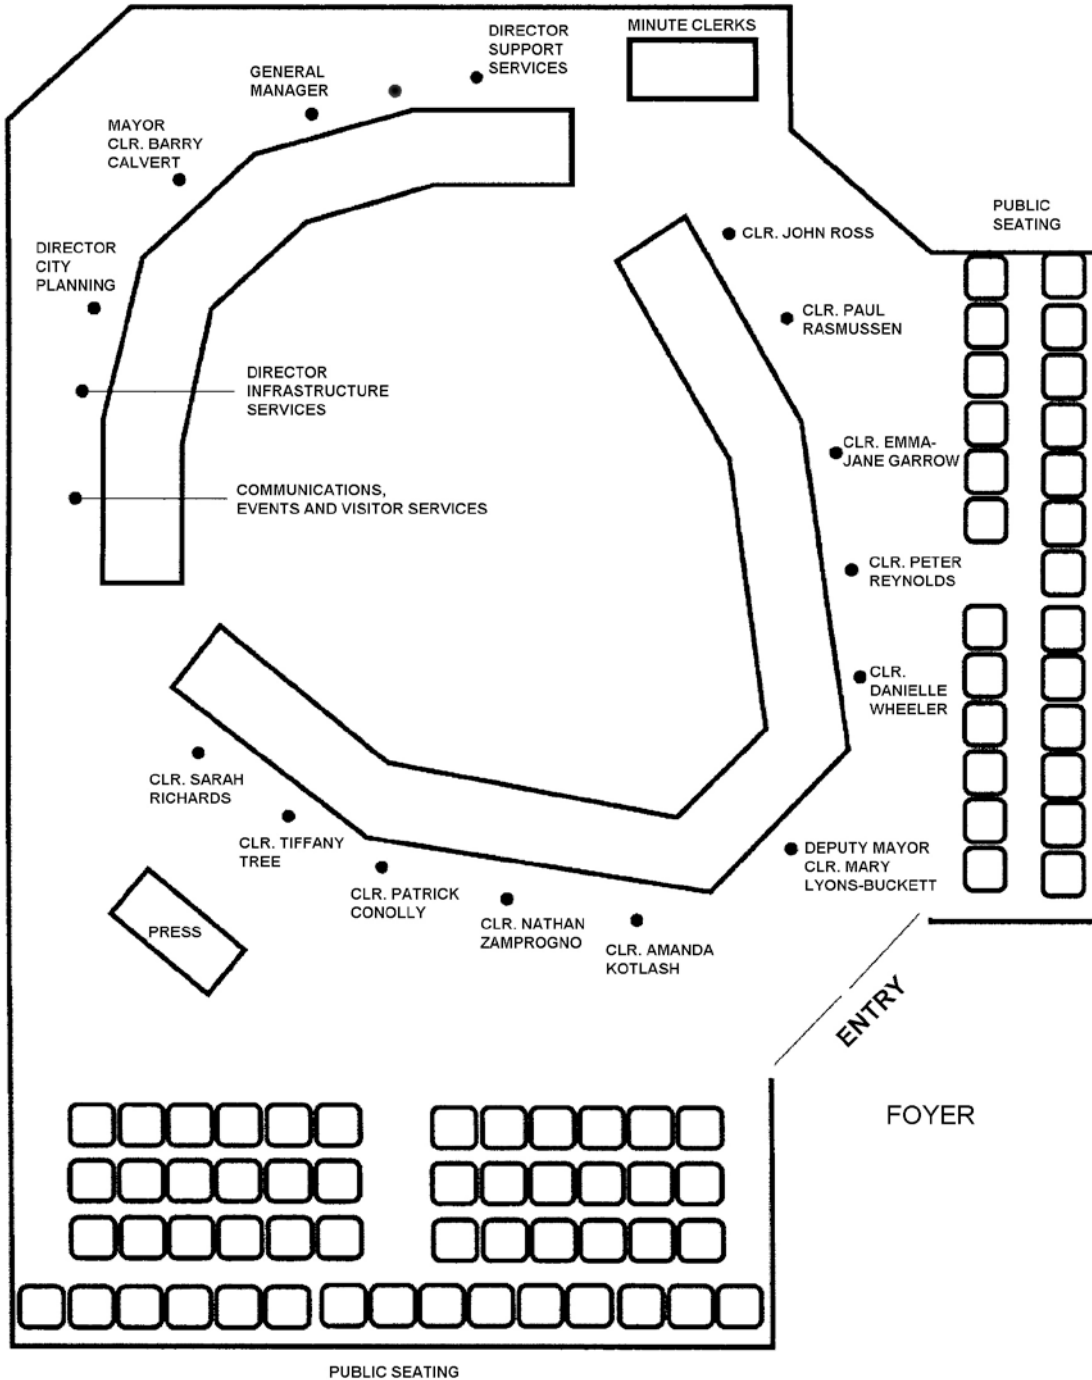 MINUTE CLERKS
DIRECTOR
SUPPORT
SERVICES
GENERAL
MANAGER
MAYOR
CLR. BARRY
CALVERT
PUBLIC
SEATING
CLR. JOHN ROSS
DIRECTOR
CITY
PLANNING
CLR. PAUL
RASMUSSEN
DIRECTOR
INFRASTRUCTURE
SERVICES
CLR. EMMA-
JANE GARROW
COMMUNICATIONS,
EVENTS AND VISITOR SERVICES
CLR. PETER
REYNOLDS
CLR.
DANIELLE
WHEELER
CLR. SARAH
RICHARDS
CLR. TIFFANY
TREE
DEPUTY MAYOR
CLR. MARY
LYONS-BUCKETT
CLR. PATRICK
CONOLLY
CLR. NATHAN
ZAMPROGNO
CLR. AMANDA
KOTLASH
PRESS
ENTRY
FOYER
PUBLIC SEATING